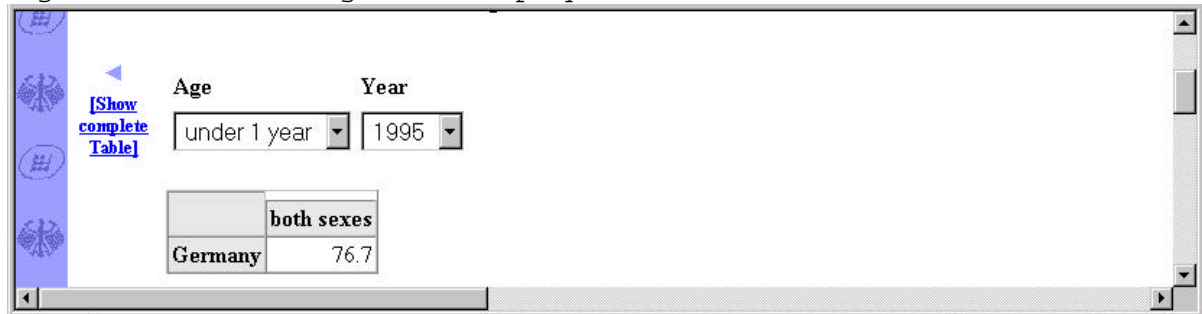 Age Year
[Show
complete
Table]
under 1 year 1995
both sexes
Germany 76.7